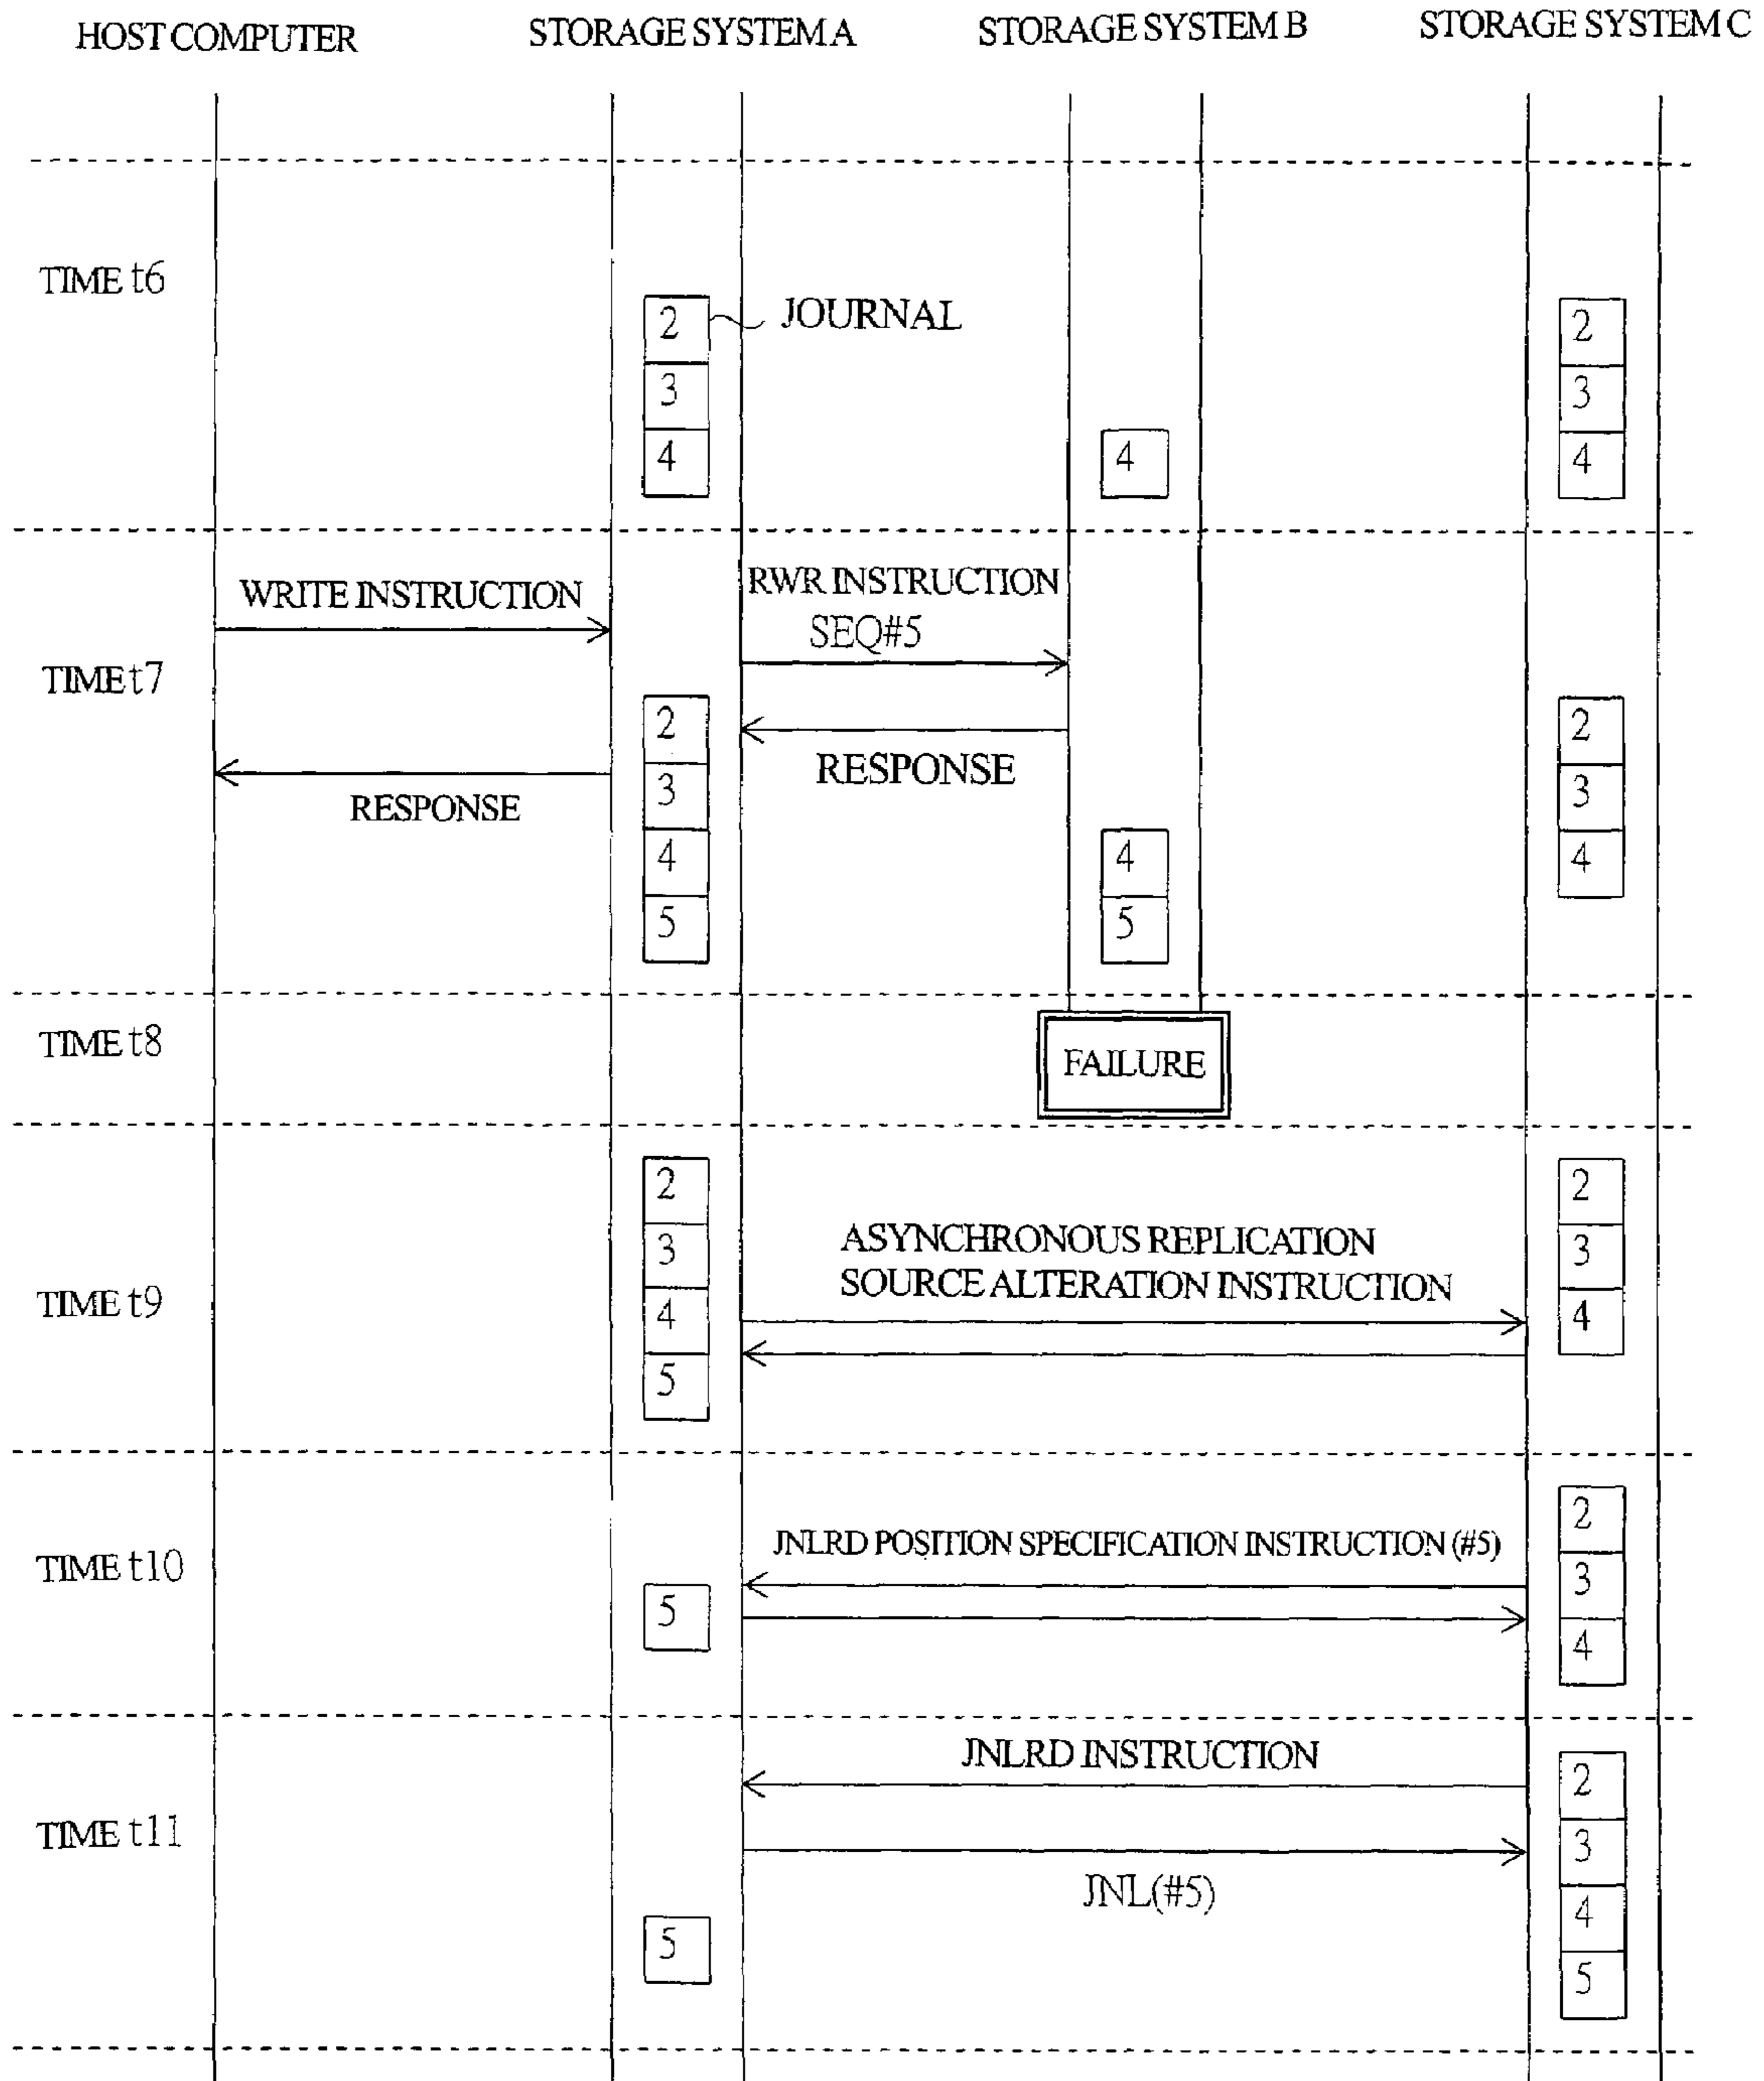 HOST COMPUTER STORAGE SYSTEM A STORAGE SYSTEM B STORAGE SYSTEM C
TIME t6
2 JOURNAL 2
3 3
4 4 4
WRITE INSTRUCTION RWR INSTRUCTION
SEQ#5
TIME t7
2 2
RESPONSE
3 3
RESPONSE
4 4 4
5 5
TIME t8
FAILURE
2 2
3 ASYNCHRONOUS REPLICATION 3
SOURCE ALTERATION INSTRUCTION
TIME t9
4 4
5
2
JNLRD POSITION SPECIFICATION INSTRUCTION (#5)
TIME t10
3
5
4
JNLRD INSTRUCTION
2
TIME t11
3
JNL(#5)
4
5
5